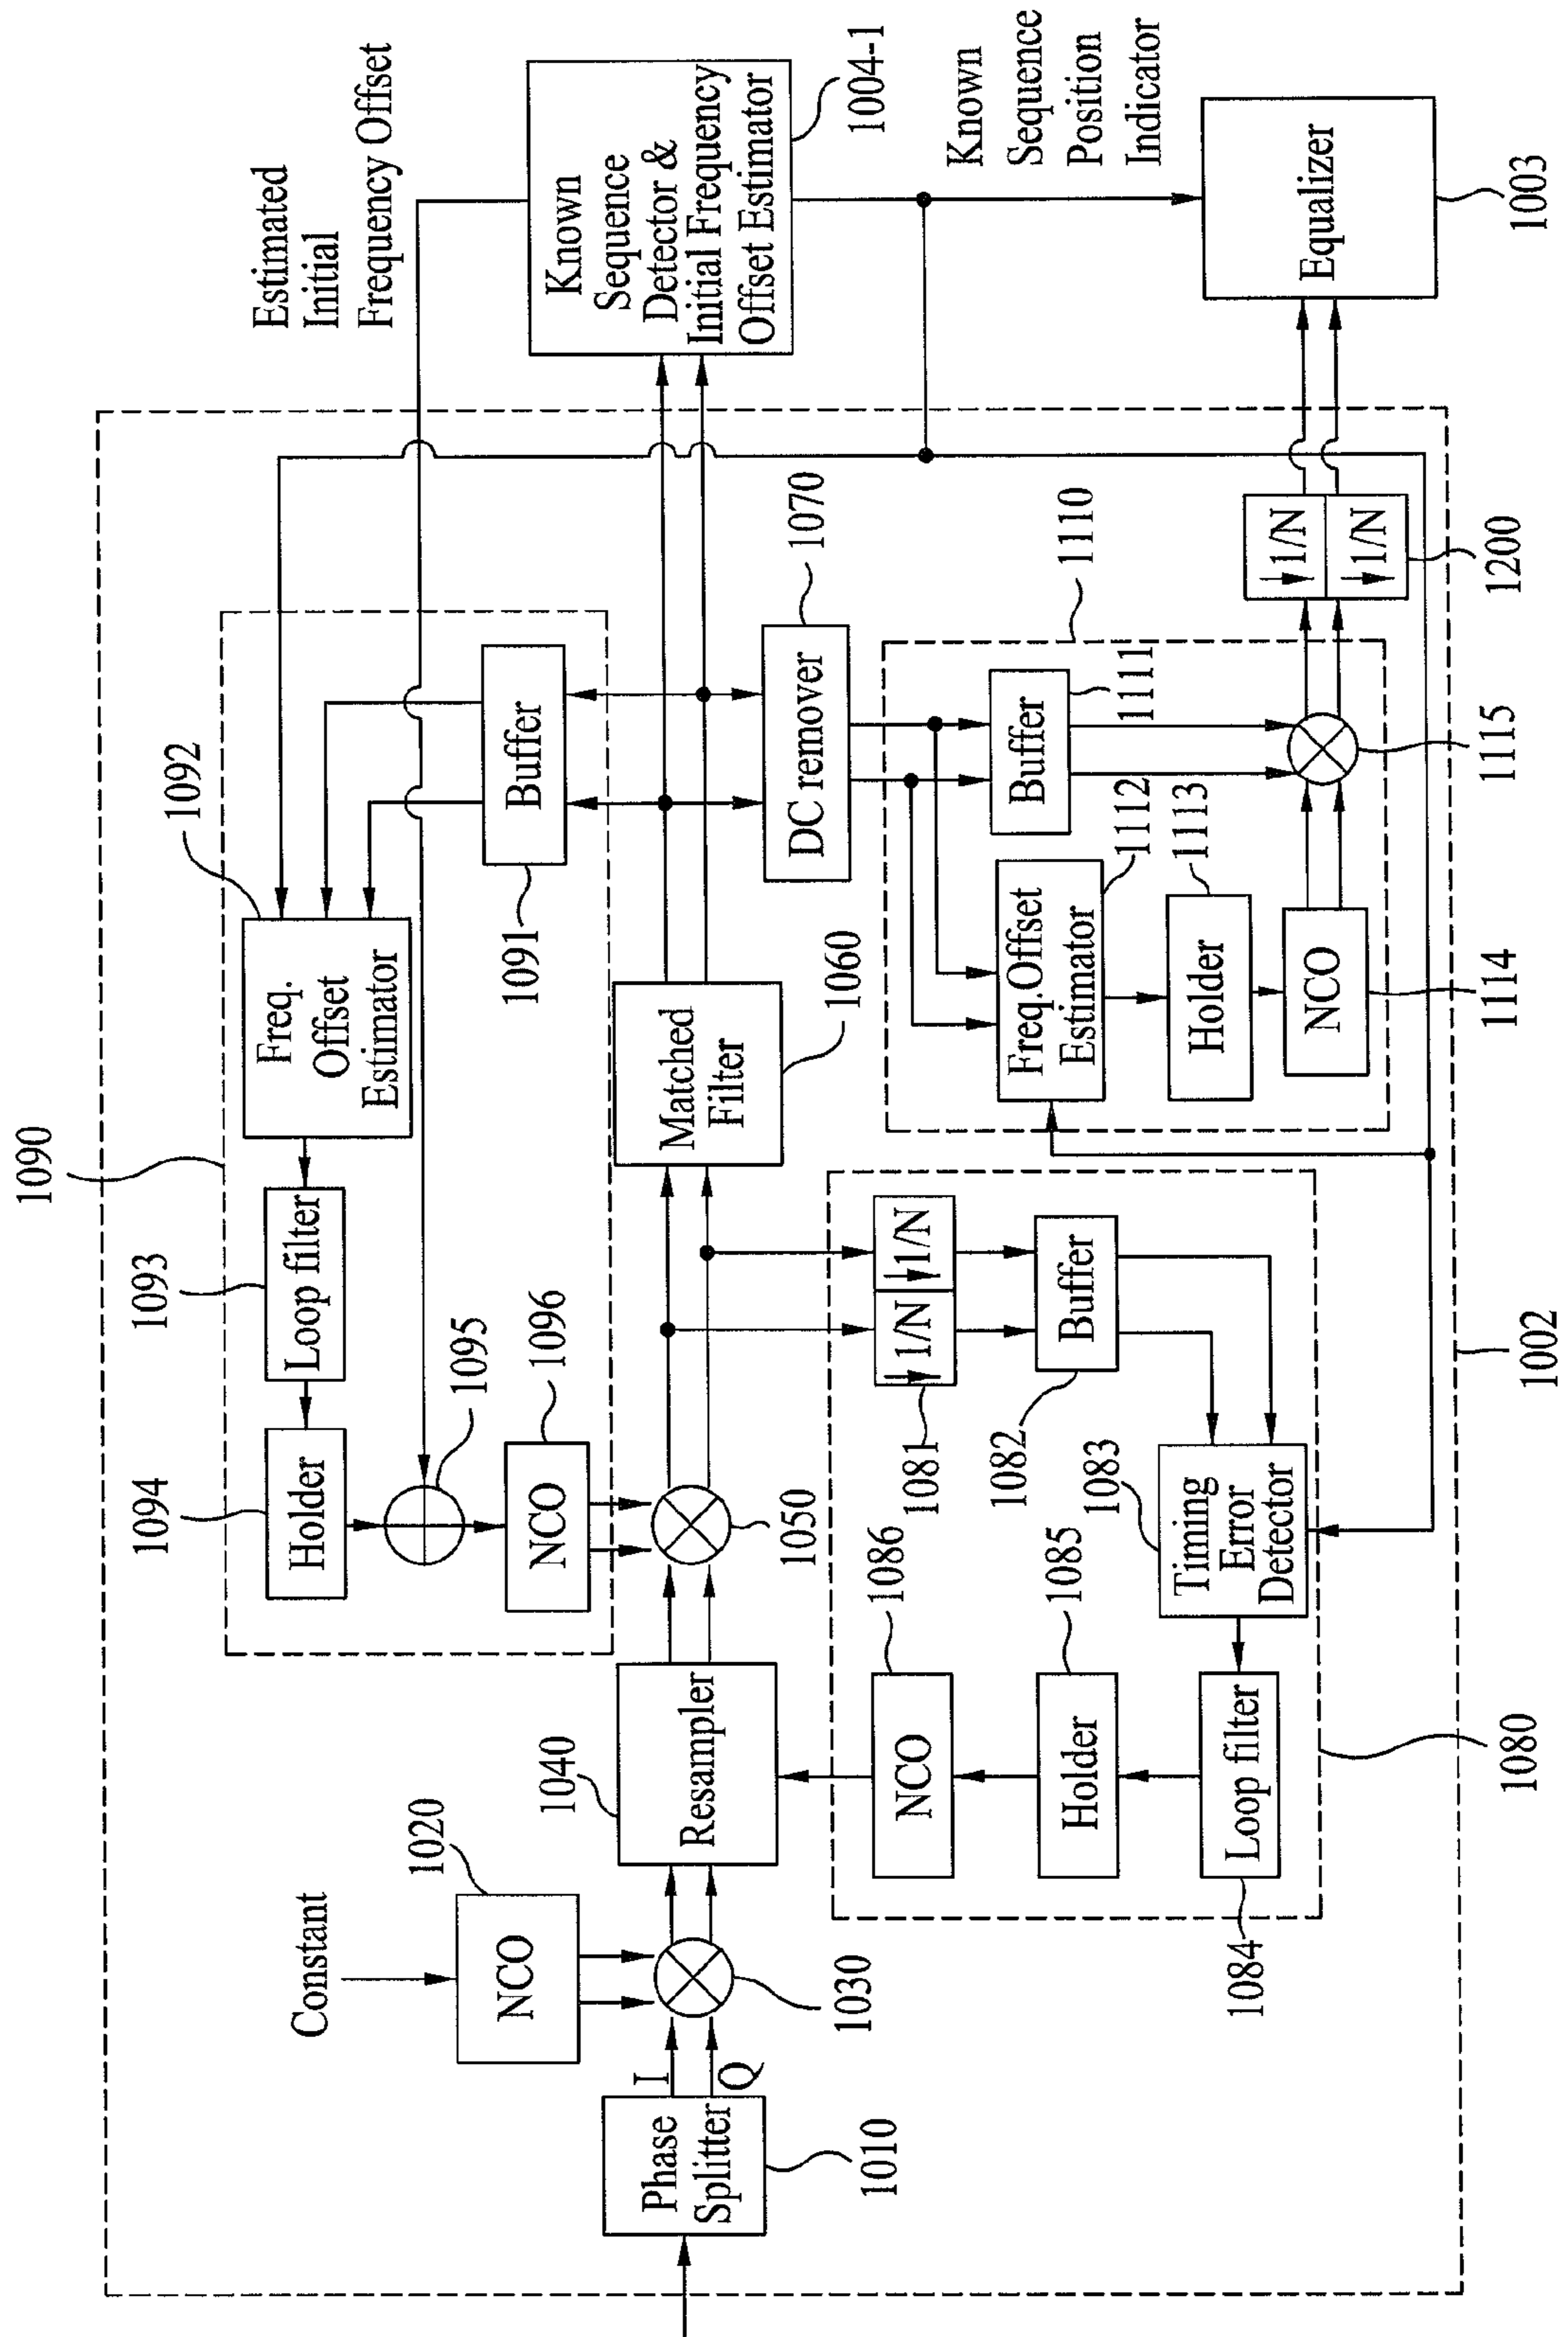 1090
1092
Estimated
Initial
Frequency Offset
1094
1093
Holder
Loop filter
Freq.
Offset
Estimator
1095
1096
NCO
1091
Buffer
Known
Sequence
Detector &
Initial Frequency
Offset Estimator
1004-1
Constant
1020
NCO
1040
I
Q
Phase
Splitter
1010
1030
Resampler
1050
Matched
Filter
1060
DC remover
1070
Known
Sequence
Position
Indicator
1086
NCO
1085
Holder
Loop filter
1084
1083
Timing
Error
Detector
1081
1/N
1/N
1082
Buffer
1080
1110
Freq.Offset
Estimator
1112
Buffer
1111
Holder
1113
NCO
1114
1115
1/N
1/N
1200
Equalizer
1003
1002